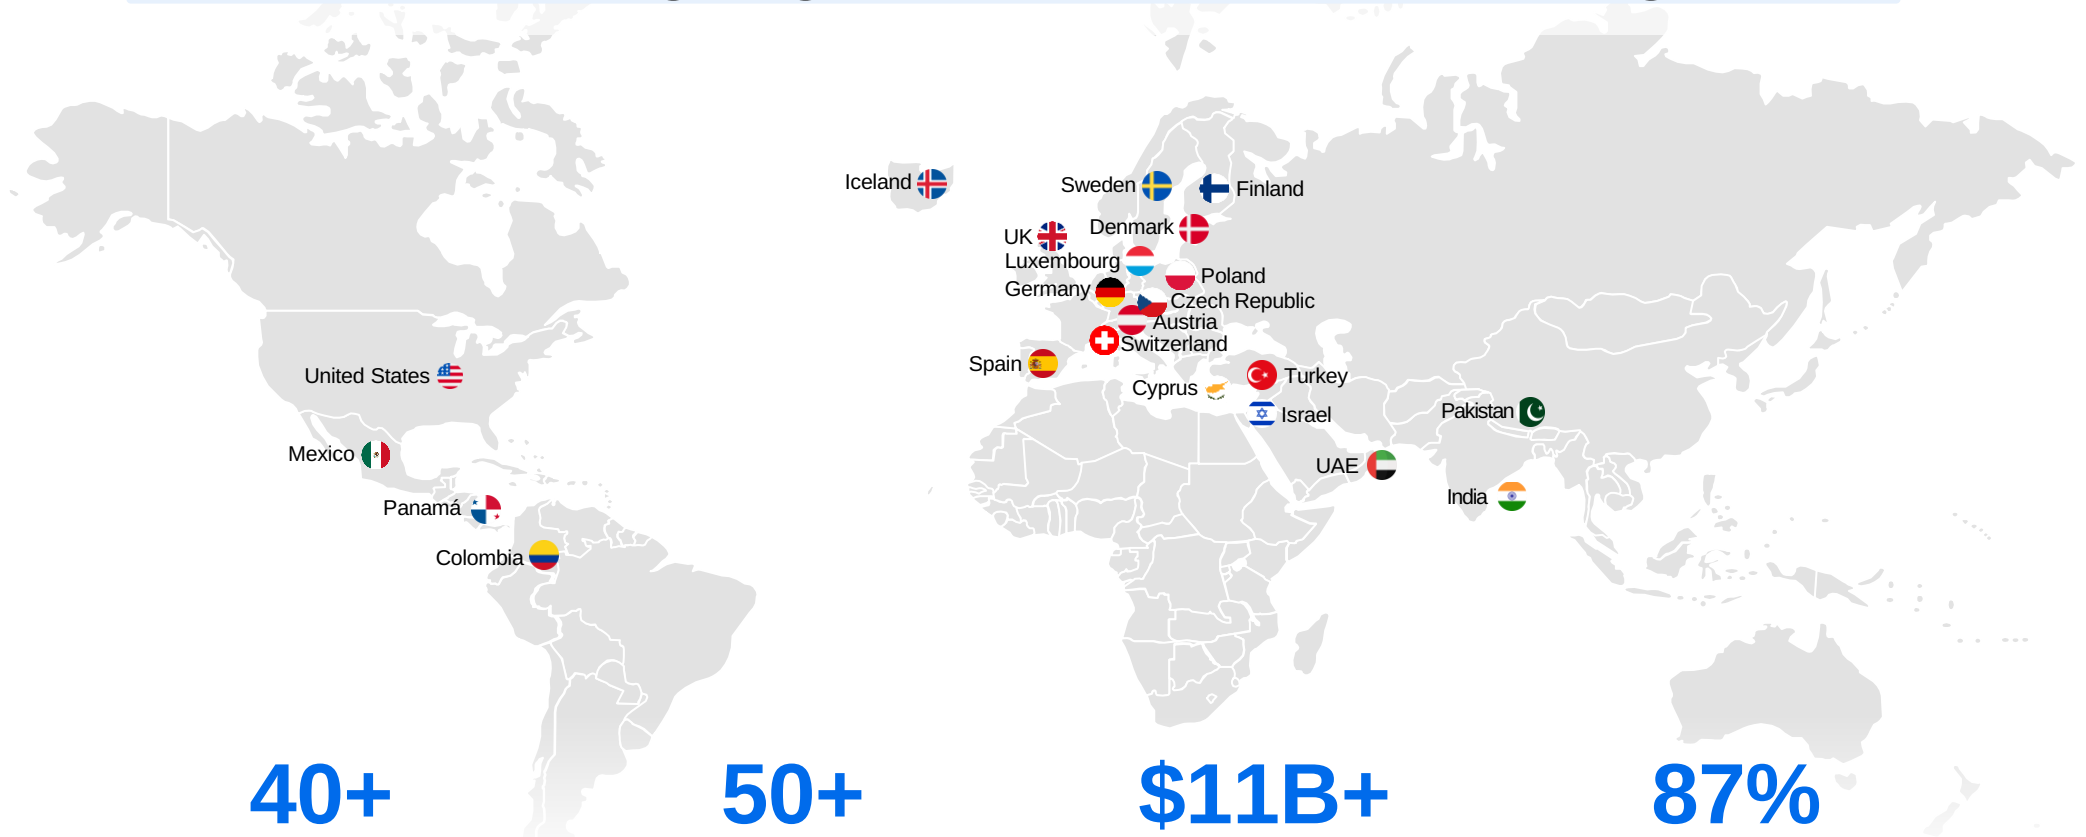 Iceland
Sweden
Finland
UK
Denmark
Luxembourg
Poland
Germany
Czech Republic
Austria
Switzerland
Spain
United States
Cyprus
Turkey
Israel
Pakistan
Mexico
UAE
India
Panamá
Colombia
40+
50+
$11B+
87%